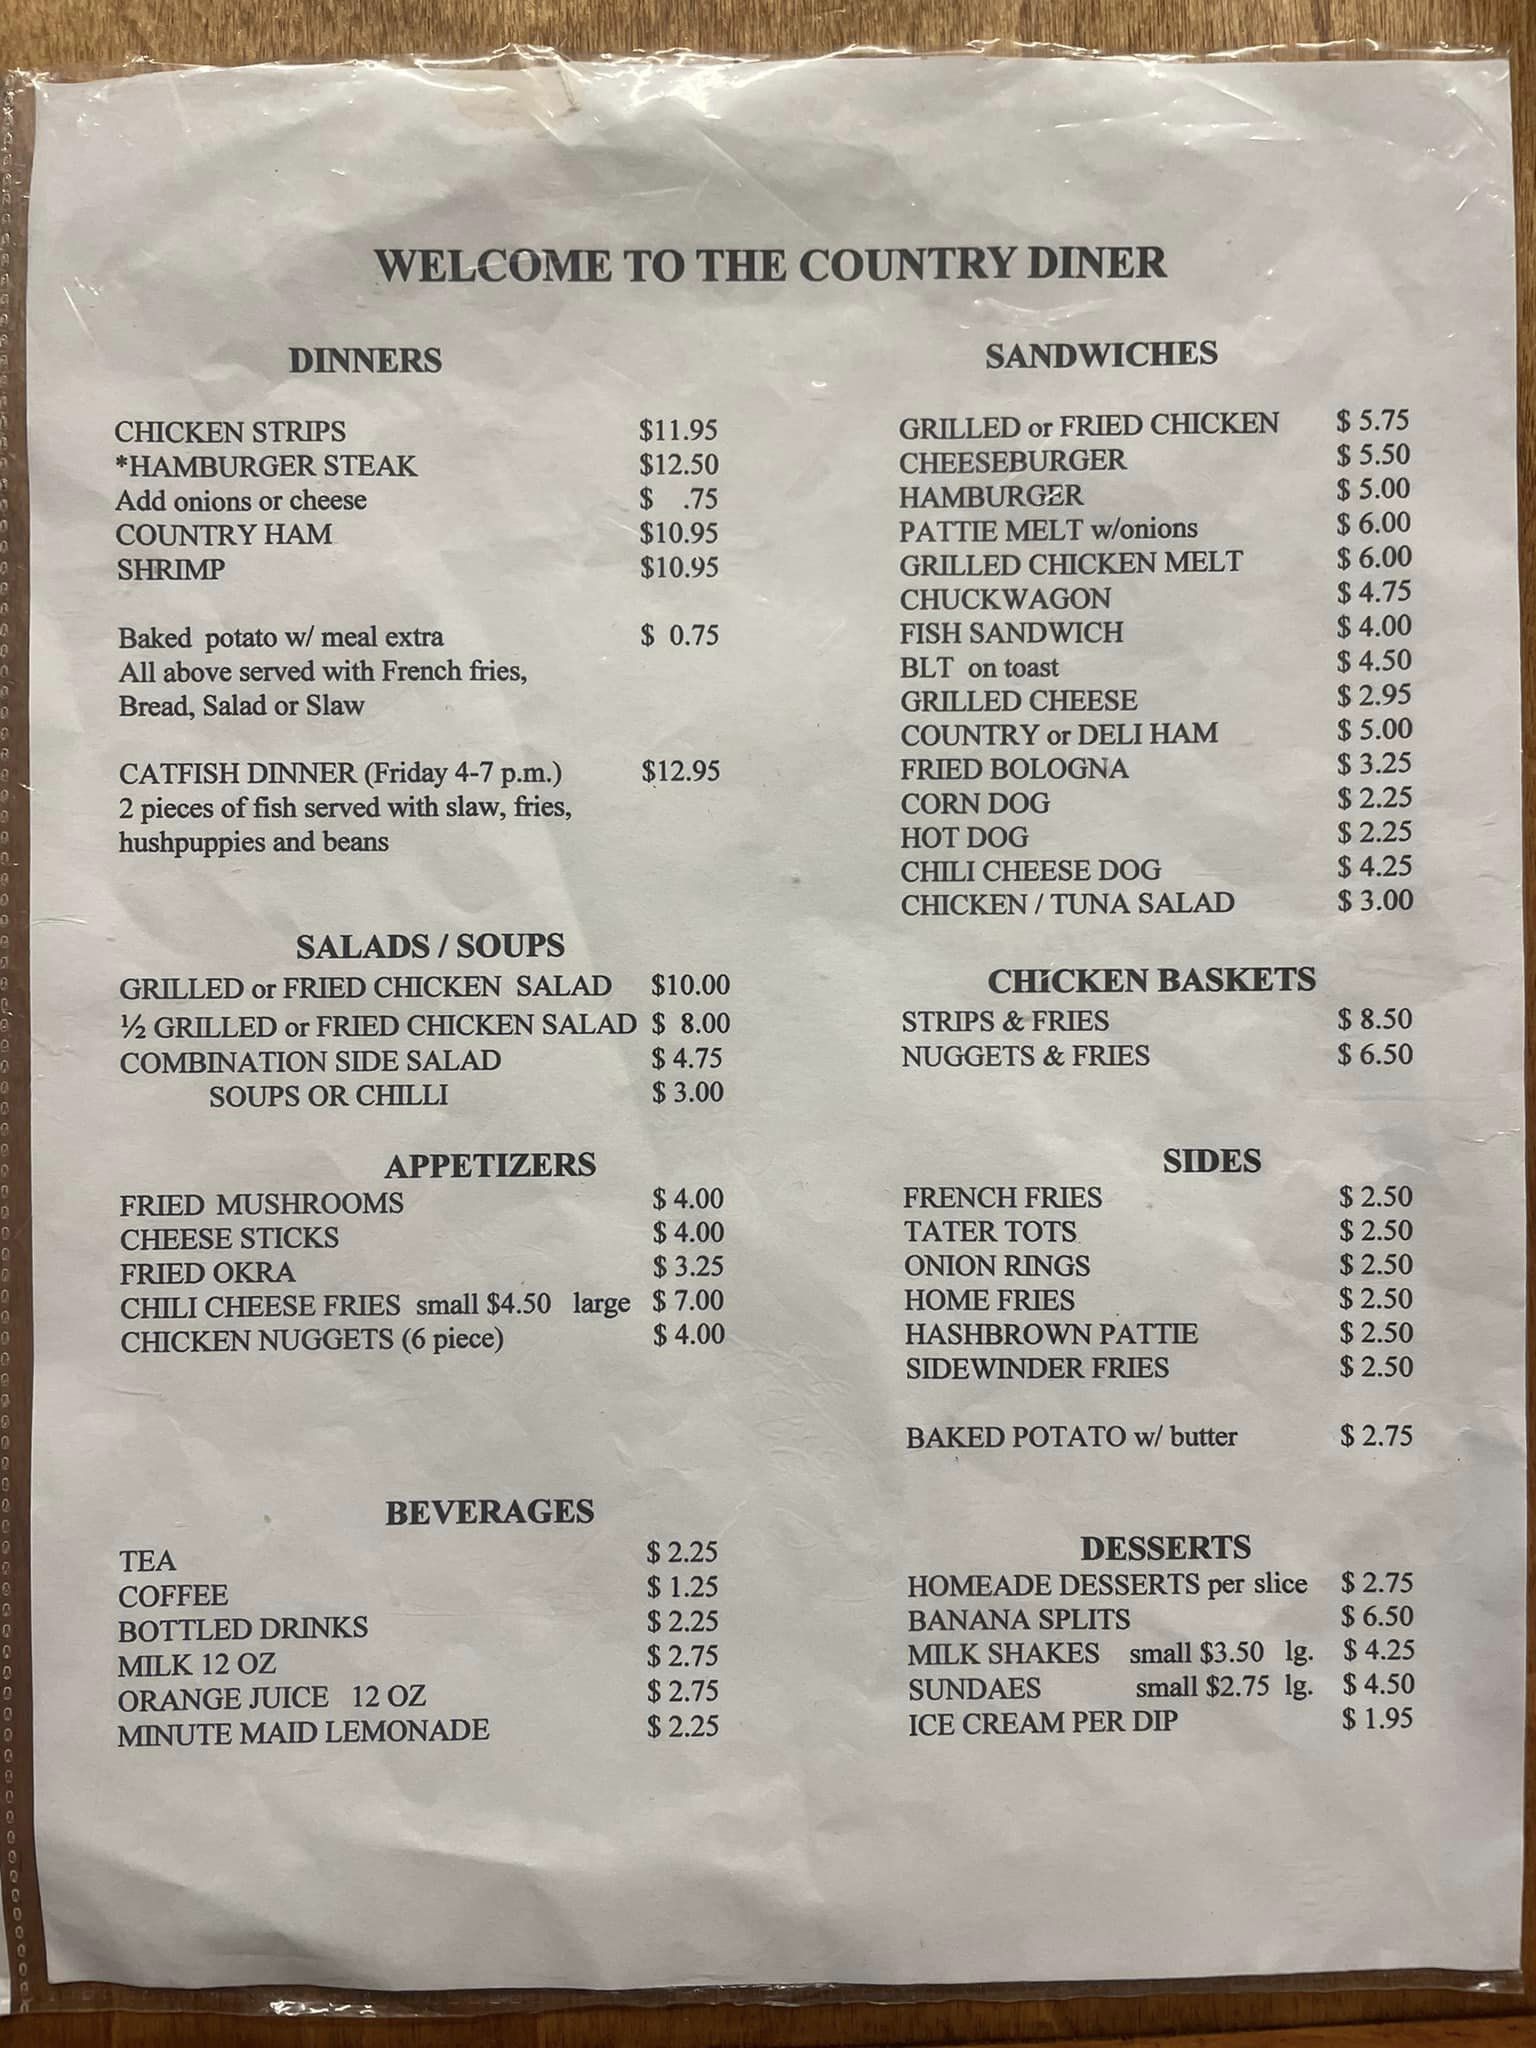 WELCOME TO THE COUNTRY DINER
DINNERS
CHICKEN STRIPS $11.95
*HAMBURGER STEAK $12.50
Add onions or cheese $ .75
COUNTRY HAM $10.95
SHRIMP $10.95
Baked potato w/ meal extra $ 0.75
All above served with French fries,
Bread, Salad or Slaw
CATFISH DINNER (Friday 4-7 p.m.) $12.95
2 pieces of fish served with slaw, fries,
hushpuppies and beans
SALADS / SOUPS
GRILLED or FRIED CHICKEN SALAD $10.00
½ GRILLED or FRIED CHICKEN SALAD $ 8.00
COMBINATION SIDE SALAD $ 4.75
SOUPS OR CHILLI $ 3.00
APPETIZERS
FRIED MUSHROOMS $ 4.00
CHEESE STICKS $ 4.00
FRIED OKRA $ 3.25
CHILI CHEESE FRIES small $4.50 large $ 7.00
CHICKEN NUGGETS (6 piece) $ 4.00
BEVERAGES
TEA $ 2.25
COFFEE $ 1.25
BOTTLED DRINKS $ 2.25
MILK 12 OZ $ 2.75
ORANGE JUICE 12 OZ $ 2.75
MINUTE MAID LEMONADE $ 2.25
SANDWICHES
GRILLED or FRIED CHICKEN $ 5.75
CHEESEBURGER $ 5.50
HAMBURGER $ 5.00
PATTIE MELT w/onions $ 6.00
GRILLED CHICKEN MELT $ 6.00
CHUCKWAGON $ 4.75
FISH SANDWICH $ 4.00
BLT on toast $ 4.50
GRILLED CHEESE $ 2.95
COUNTRY or DELI HAM $ 5.00
FRIED BOLOGNA $ 3.25
CORN DOG $ 2.25
HOT DOG $ 2.25
CHILI CHEESE DOG $ 4.25
CHICKEN / TUNA SALAD $ 3.00
CHiCKEN BASKETS
STRIPS & FRIES $ 8.50
NUGGETS & FRIES $ 6.50
SIDES
FRENCH FRIES $ 2.50
TATER TOTS $ 2.50
ONION RINGS $ 2.50
HOME FRIES $ 2.50
HASHBROWN PATTIE $ 2.50
SIDEWINDER FRIES $ 2.50
BAKED POTATO w/ butter $ 2.75
DESSERTS
HOMEADE DESSERTS per slice $ 2.75
BANANA SPLITS $ 6.50
MILK SHAKES small $3.50 lg. $ 4.25
SUNDAES small $2.75 lg. $ 4.50
ICE CREAM PER DIP $ 1.95